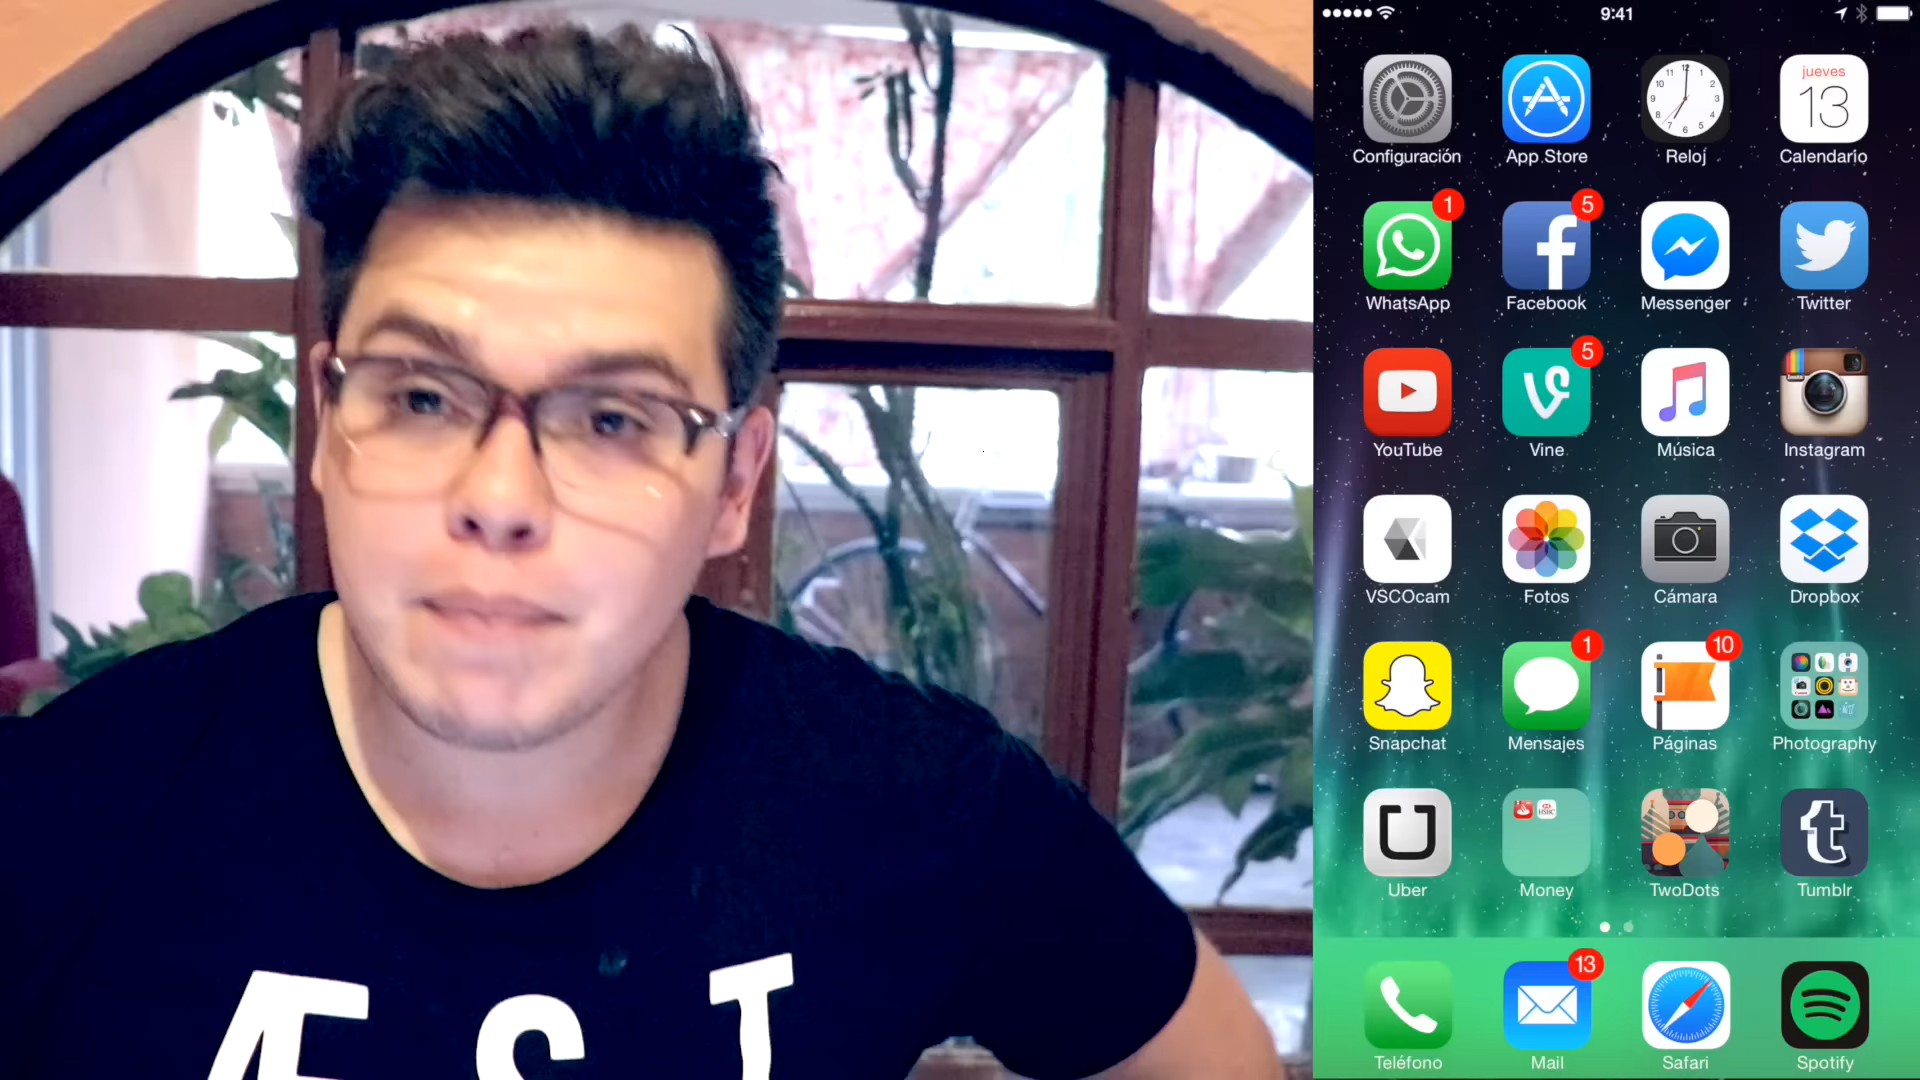 9:41
jueves
13
Configuración
App Store
Reloj
Calendario
1
5
WhatsApp
Facebook
Messenger
Twitter
5
YouTube
Vine
Música
Instagram
VSCOcam
Fotos
Cámara
Dropbox
1
10
Snapchat
Mensajes
Páginas
Photography
HSBC
Uber
Money
TwoDots
Tumblr
13
Teléfono
Mail
Safari
Spotify
ÆST